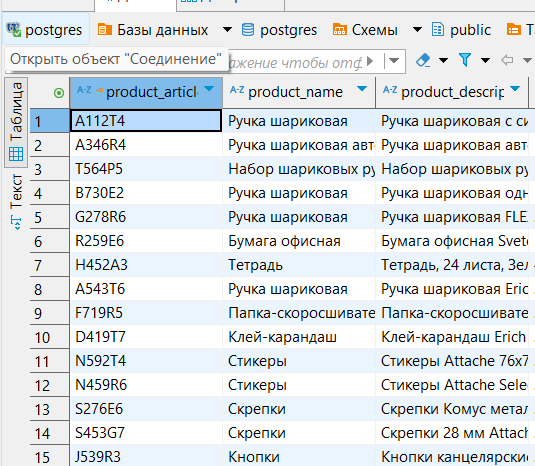 postgres Базы данных postgres Схемы public Та
Открыть объект "Соединение" ражение чтобы отф
Таблица
Текст
product_articl product_name product_descrip
1 A112T4 Ручка шариковая Ручка шариковая с си
2 A346R4 Ручка шариковая авт Ручка шариковая авто
3 T564P5 Набор шариковых ру Набор шариковых ру
4 B730E2 Ручка шариковая Ручка шариковая одн
5 G278R6 Ручка шариковая Ручка шариковая FLE
6 R259E6 Бумага офисная Бумага офисная Sveto
7 H452A3 Тетрадь Тетрадь, 24 листа, Зел
8 A543T6 Ручка шариковая Ручка шариковая Eric
9 F719R5 Папка-скоросшивате Папка-скоросшивате
10 D419T7 Клей-карандаш Клей-карандаш Erich
11 N592T4 Стикеры Стикеры Attache 76x7
12 N459R6 Стикеры Стикеры Attache Selec
13 S276E6 Скрепки Скрепки Комус метал
14 S453G7 Скрепки Скрепки 28 мм Attach
15 J539R3 Кнопки Кнопки канцелярские